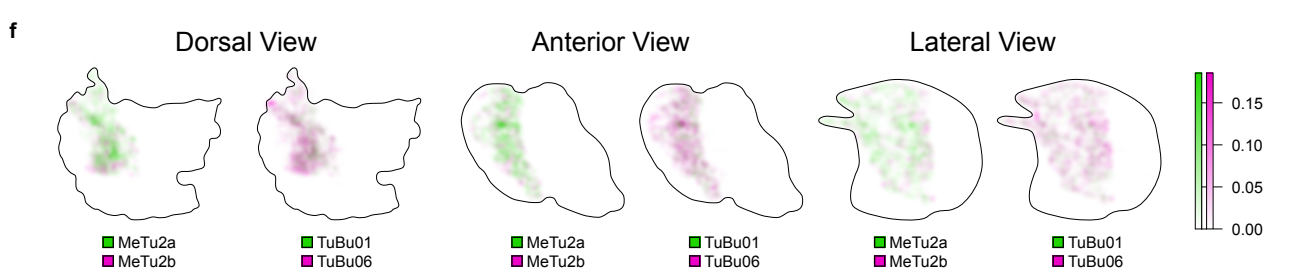 f
Dorsal View
Anterior View
Lateral View
MeTu2a
MeTu2b
TuBu01
TuBu06
MeTu2a
MeTu2b
TuBu01
TuBu06
MeTu2a
MeTu2b
TuBu01
TuBu06
0.15
0.10
0.05
0.00